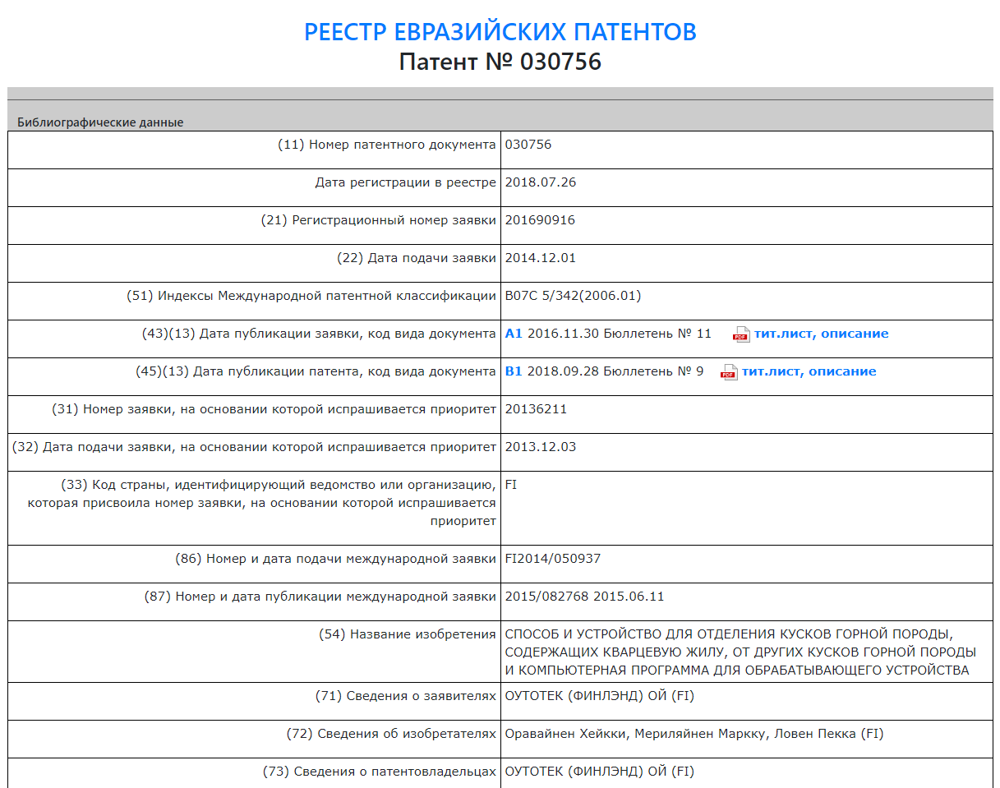 РЕЕСТР ЕВРАЗИЙСКИХ ПАТЕНТОВ
Патент № 030756
Библиографические данные
(11) Номер патентного документа 030756
Дата регистрации в реестре 2018.07.26
(21) Регистрационный номер заявки 201690916
(22) Дата подачи заявки 2014.12.01
(51) Индексы Международной патентной классификации B07C 5/342(2006.01)
(43)(13) Дата публикации заявки, код вида документа A1 2016.11.30 Бюллетень № 11 PDF тит.лист, описание
(45)(13) Дата публикации патента, код вида документа B1 2018.09.28 Бюллетень № 9 PDF тит.лист, описание
(31) Номер заявки, на основании которой испрашивается приоритет 20136211
(32) Дата подачи заявки, на основании которой испрашивается приоритет 2013.12.03
(33) Код страны, идентифицирующий ведомство или организацию, FI
которая присвоила номер заявки, на основании которой испрашивается
приоритет
(86) Номер и дата подачи международной заявки FI2014/050937
(87) Номер и дата публикации международной заявки 2015/082768 2015.06.11
(54) Название изобретения СПОСОБ И УСТРОЙСТВО ДЛЯ ОТДЕЛЕНИЯ КУСКОВ ГОРНОЙ ПОРОДЫ,
СОДЕРЖАЩИХ КВАРЦЕВУЮ ЖИЛУ, ОТ ДРУГИХ КУСКОВ ГОРНОЙ ПОРОДЫ
И КОМПЬЮТЕРНАЯ ПРОГРАММА ДЛЯ ОБРАБАТЫВАЮЩЕГО УСТРОЙСТВА
(71) Сведения о заявителях ОУТОТЕК (ФИНЛЭНД) ОЙ (FI)
(72) Сведения об изобретателях Оравайнен Хейкки, Мериляйнен Маркку, Ловен Пекка (FI)
(73) Сведения о патентовладельцах ОУТОТЕК (ФИНЛЭНД) ОЙ (FI)